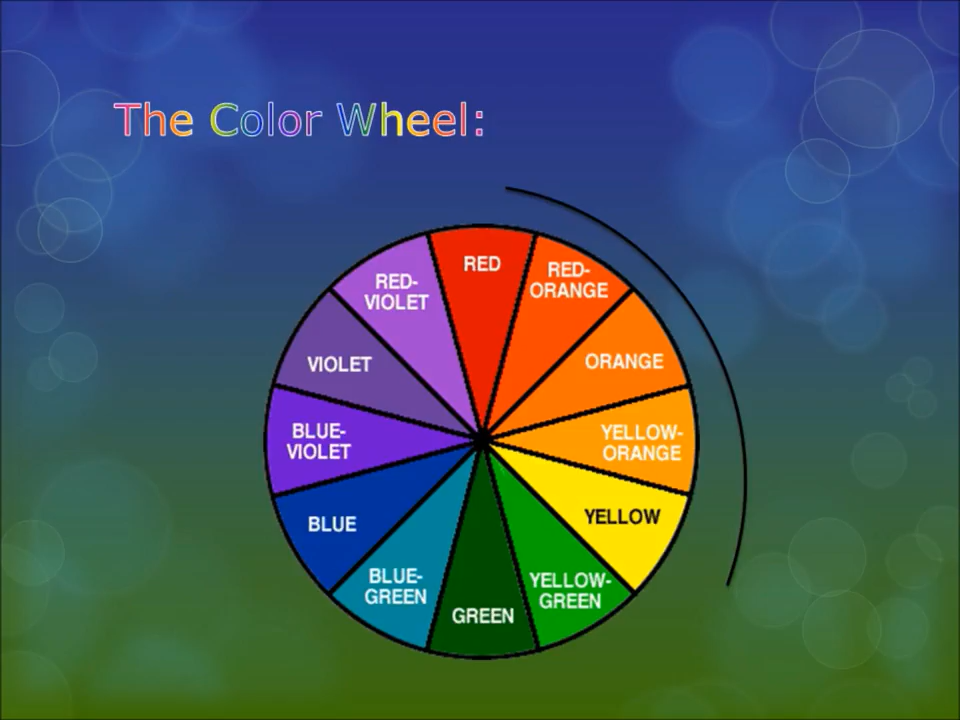 The Color Wheel:
RED
RED-
ORANGE
ORANGE
YELLOW-
ORANGE
YELLOW
YELLOW-
GREEN
GREEN
BLUE-
GREEN
BLUE
BLUE-
VIOLET
VIOLET
RED-
VIOLET